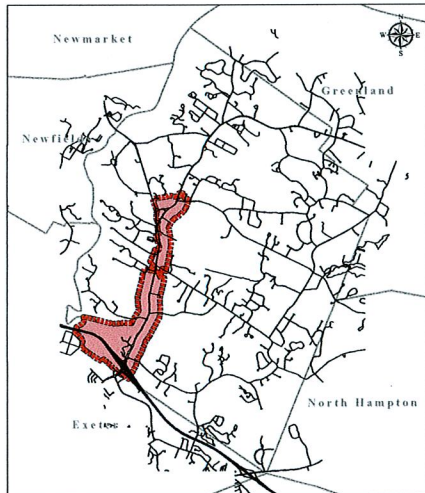 Newmarket
N
W E
S
Greenland
Newfields
North Hampton
Exeter